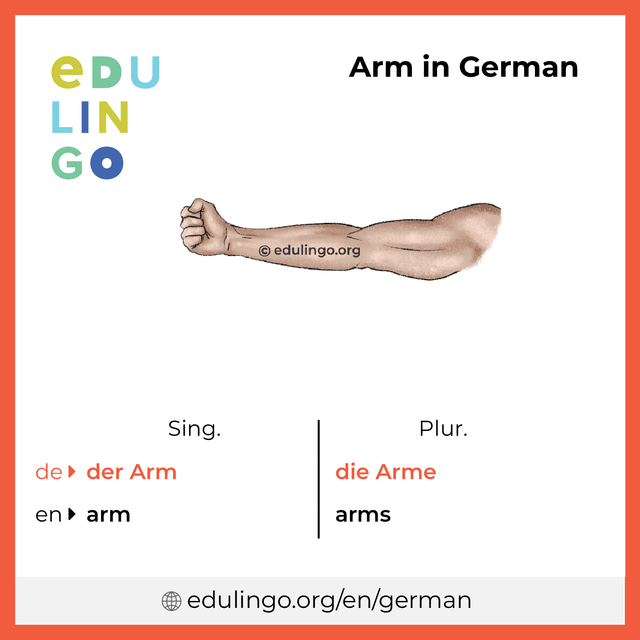 eDU
LIN
GO
Arm in German
© edulingo.org
Sing. Plur.
de der Arm die Arme
en arm arms
edulingo.org/en/german